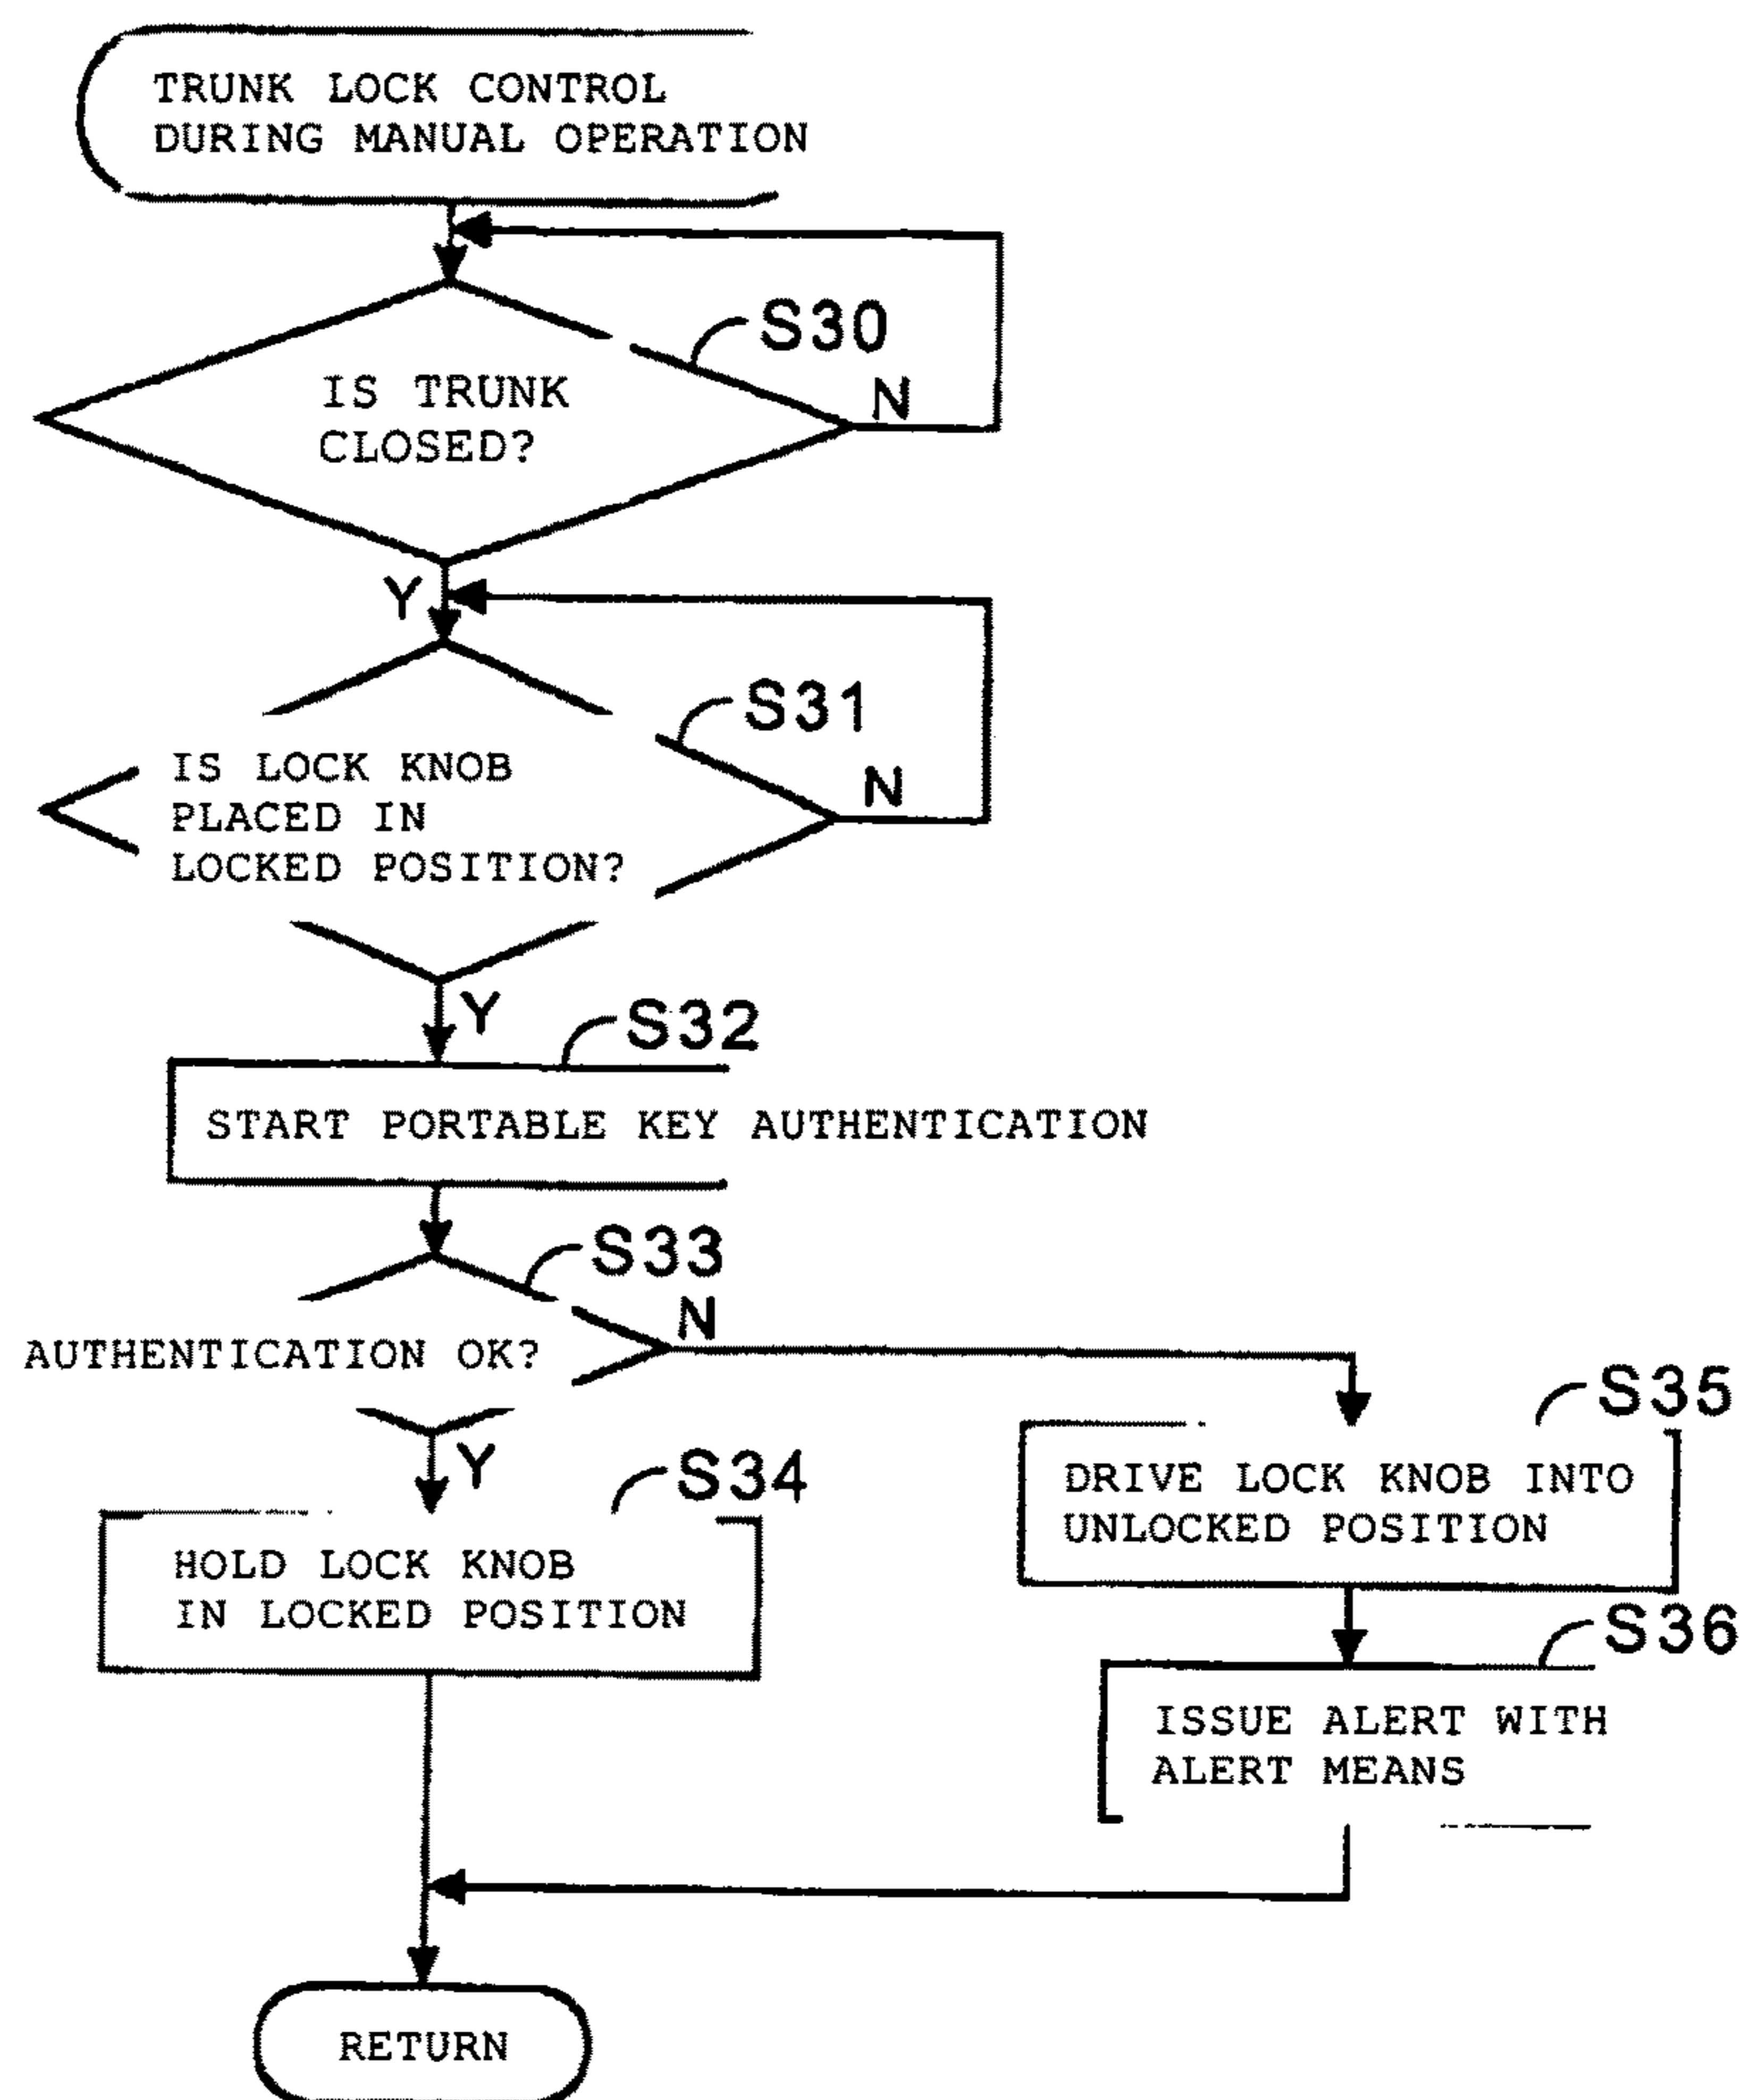 TRUNK LOCK CONTROL
DURING MANUAL OPERATION
S30
IS TRUNK
CLOSED?
N
Y
S31
IS LOCK KNOB
PLACED IN
LOCKED POSITION?
N
Y
S32
START PORTABLE KEY AUTHENTICATION
S33
N
AUTHENTICATION OK?
Y
S34
HOLD LOCK KNOB
IN LOCKED POSITION
S35
DRIVE LOCK KNOB INTO
UNLOCKED POSITION
S36
ISSUE ALERT WITH
ALERT MEANS
RETURN